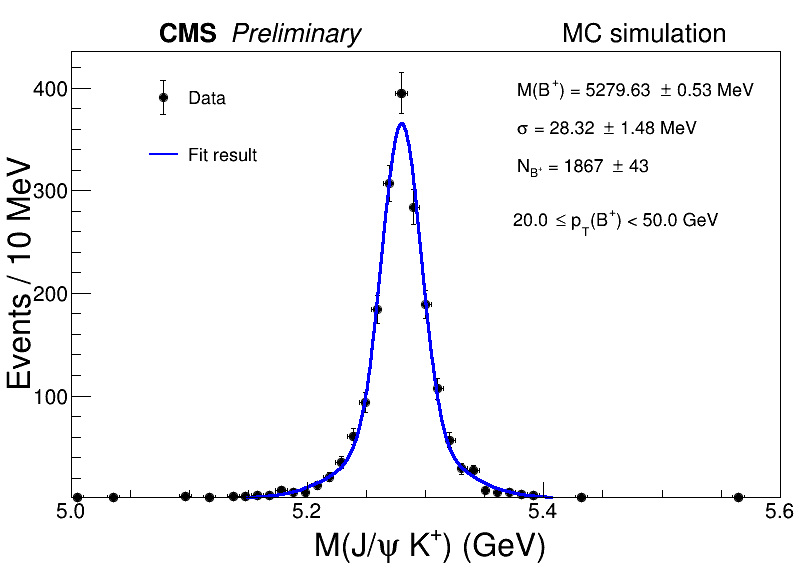 CMS Preliminary MC simulation
Data
Fit result
M(B⁺) = 5279.63 ± 0.53 MeV
σ = 28.32 ± 1.48 MeV
N_B⁺ = 1867 ± 43
20.0 ≤ p_T(B⁺) < 50.0 GeV
Events / 10 MeV
400
300
200
100
5.0 5.2 5.4 5.6
M(J/ψ K⁺) (GeV)